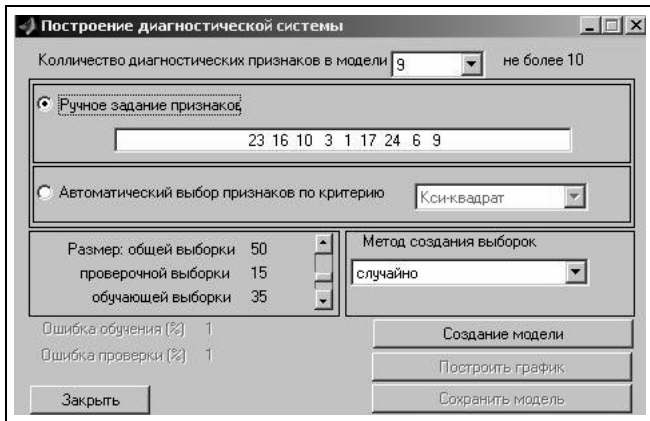 Построение диагностической системы
Колличество диагностических признаков в модели 9 не более 10
Ручное задание признаков
23 16 10 3 1 17 24 6 9
Автоматический выбор признаков по критерию Кси-квадрат
Размер: общей выборки 50
проверочной выборки 15
обучающей выборки 35
Метод создания выборок
случайно
Ошибка обучения (%) 1
Ошибка проверки (%) 1
Создание модели
Построить график
Закрыть
Сохранить модель